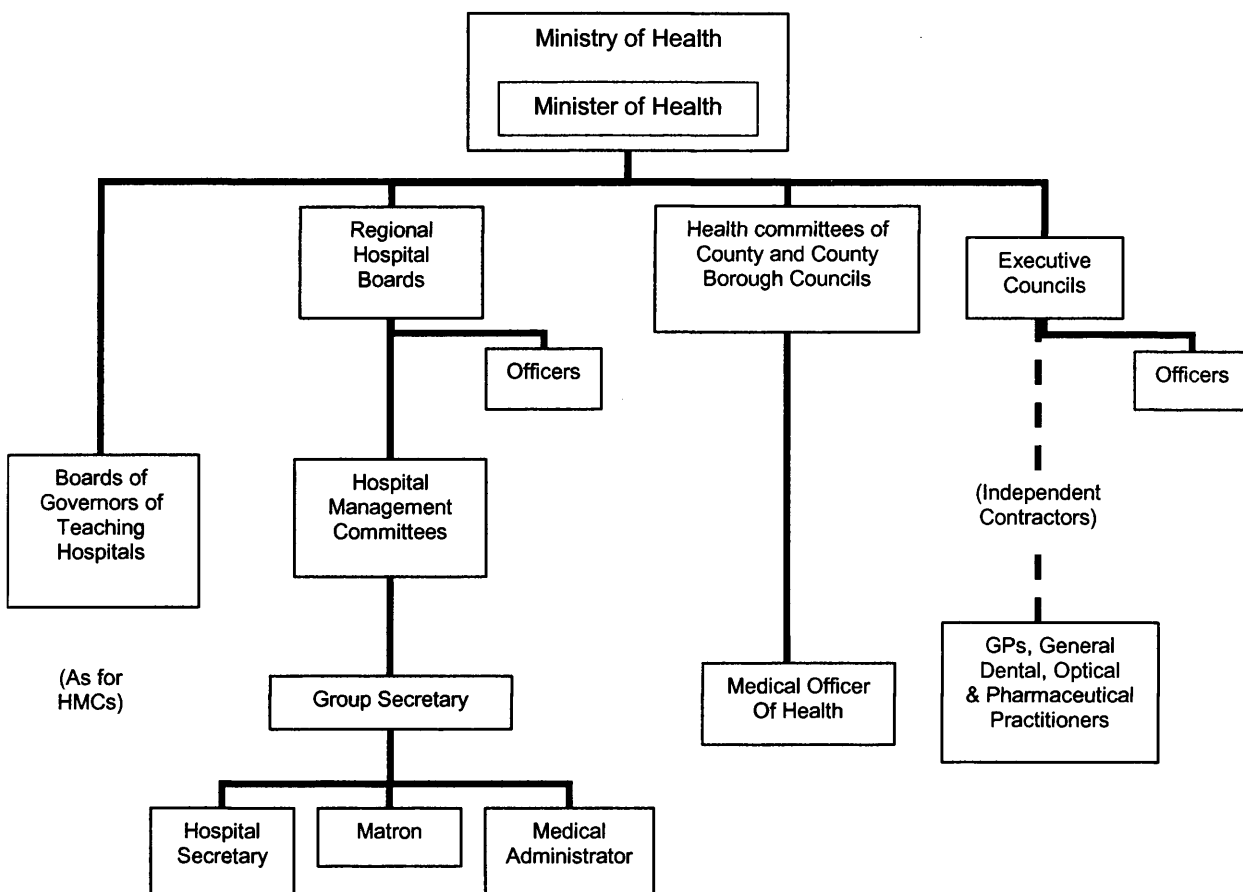 Ministry of Health
Minister of Health
Regional
Hospital
Boards
Health committees of
County and County
Borough Councils
Executive
Councils
Officers
Officers
Boards of
Governors of
Teaching
Hospitals
Hospital
Management
Committees
(Independent
Contractors)
(As for
HMCs)
Group Secretary
Medical Officer
Of Health
GPs, General
Dental, Optical
& Pharmaceutical
Practitioners
Hospital
Secretary
Matron
Medical
Administrator